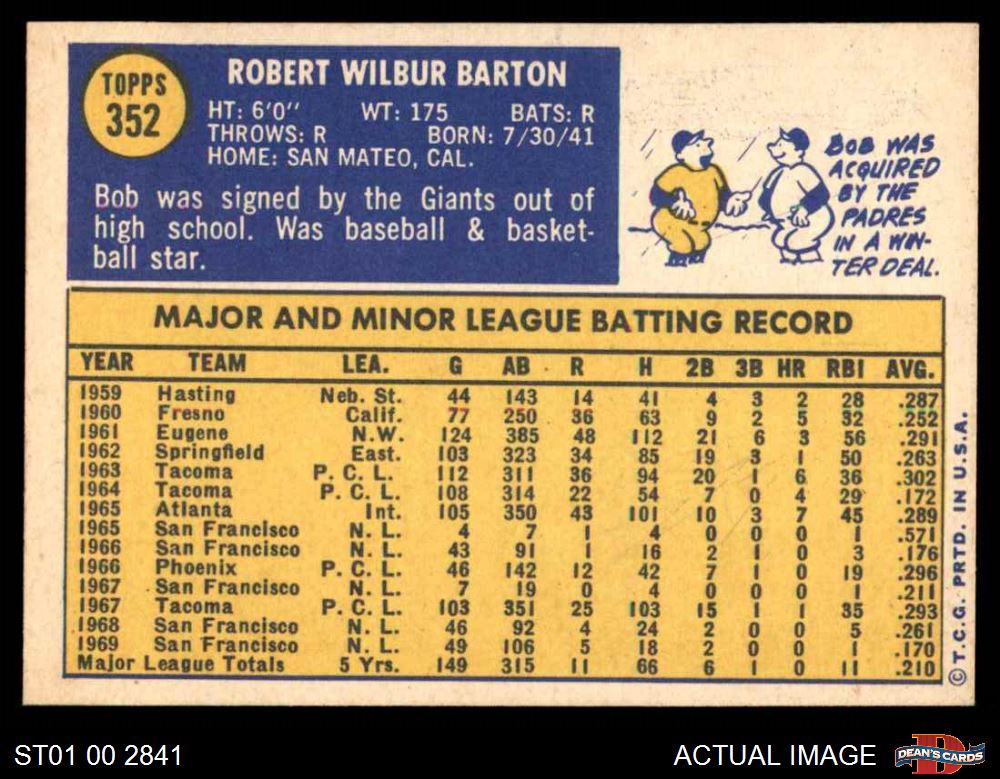 TOPPS
352
ROBERT WILBUR BARTON
HT: 6'0" WT: 175 BATS: R
THROWS: R BORN: 7/30/41
HOME: SAN MATEO, CAL.
Bob was signed by the Giants out of
high school. Was baseball & basket-
ball star.
BOB WAS
ACQUIRED
BY THE
PADRES
IN A WIN-
TER DEAL.
MAJOR AND MINOR LEAGUE BATTING RECORD
YEAR TEAM LEA. G AB R H 2B 3B HR RBI AVG.
1959 Hasting Neb. St. 44 143 14 41 4 3 2 28 .287
1960 Fresno Calif. 77 250 36 63 9 2 5 32 .252
1961 Eugene N.W. 124 385 48 112 21 6 3 56 .291
1962 Springfield East. 103 323 34 85 19 3 1 50 .263
1963 Tacoma P. C. L. 112 311 36 94 20 1 6 36 .302
1964 Tacoma P. C. L. 108 314 22 54 7 0 4 29 .172
1965 Atlanta Int. 105 350 43 101 10 3 7 45 .289
1965 San Francisco N. L. 4 7 1 4 0 0 0 1 .571
1966 San Francisco N. L. 43 91 1 16 2 1 0 3 .176
1966 Phoenix P. C. L. 46 142 12 42 7 1 0 19 .296
1967 San Francisco N. L. 7 19 0 4 0 0 0 1 .211
1967 Tacoma P. C. L. 103 351 25 103 15 1 1 35 .293
1968 San Francisco N. L. 46 92 4 24 2 0 0 5 .261
1969 San Francisco N. L. 49 106 5 18 2 0 0 1 .170
Major League Totals 5 Yrs. 149 315 11 66 6 1 0 11 .210
© T.C.G. PRTD. IN U.S.A.
ST01 00 2841
ACTUAL IMAGE
DEAN'S CARDS